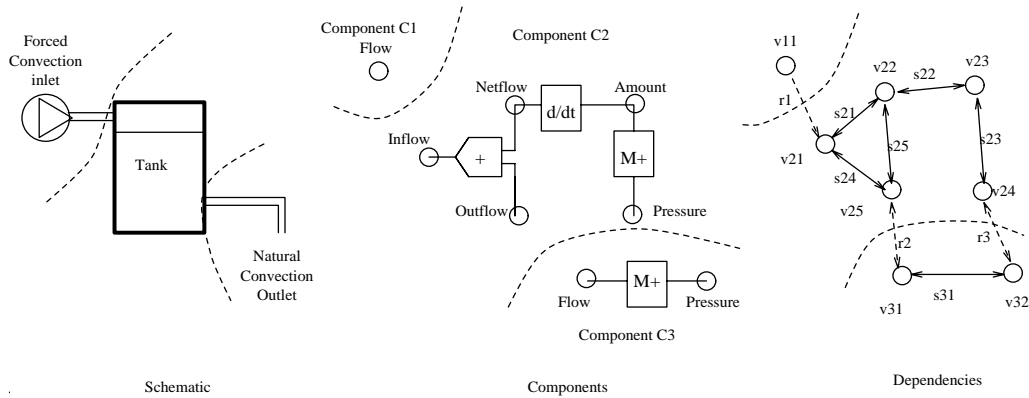 Forced
Convection
inlet
Tank
Natural
Convection
Outlet
Schematic
Component C1
Flow
Component C2
Netflow
d/dt
Amount
Inflow
+
M+
Outflow
Pressure
M+
Flow
Pressure
Component C3
Components
v11
r1
v22
s22
v23
s21
s25
s23
v21
s24
v24
v25
r2
r3
v31
s31
v32
Dependencies